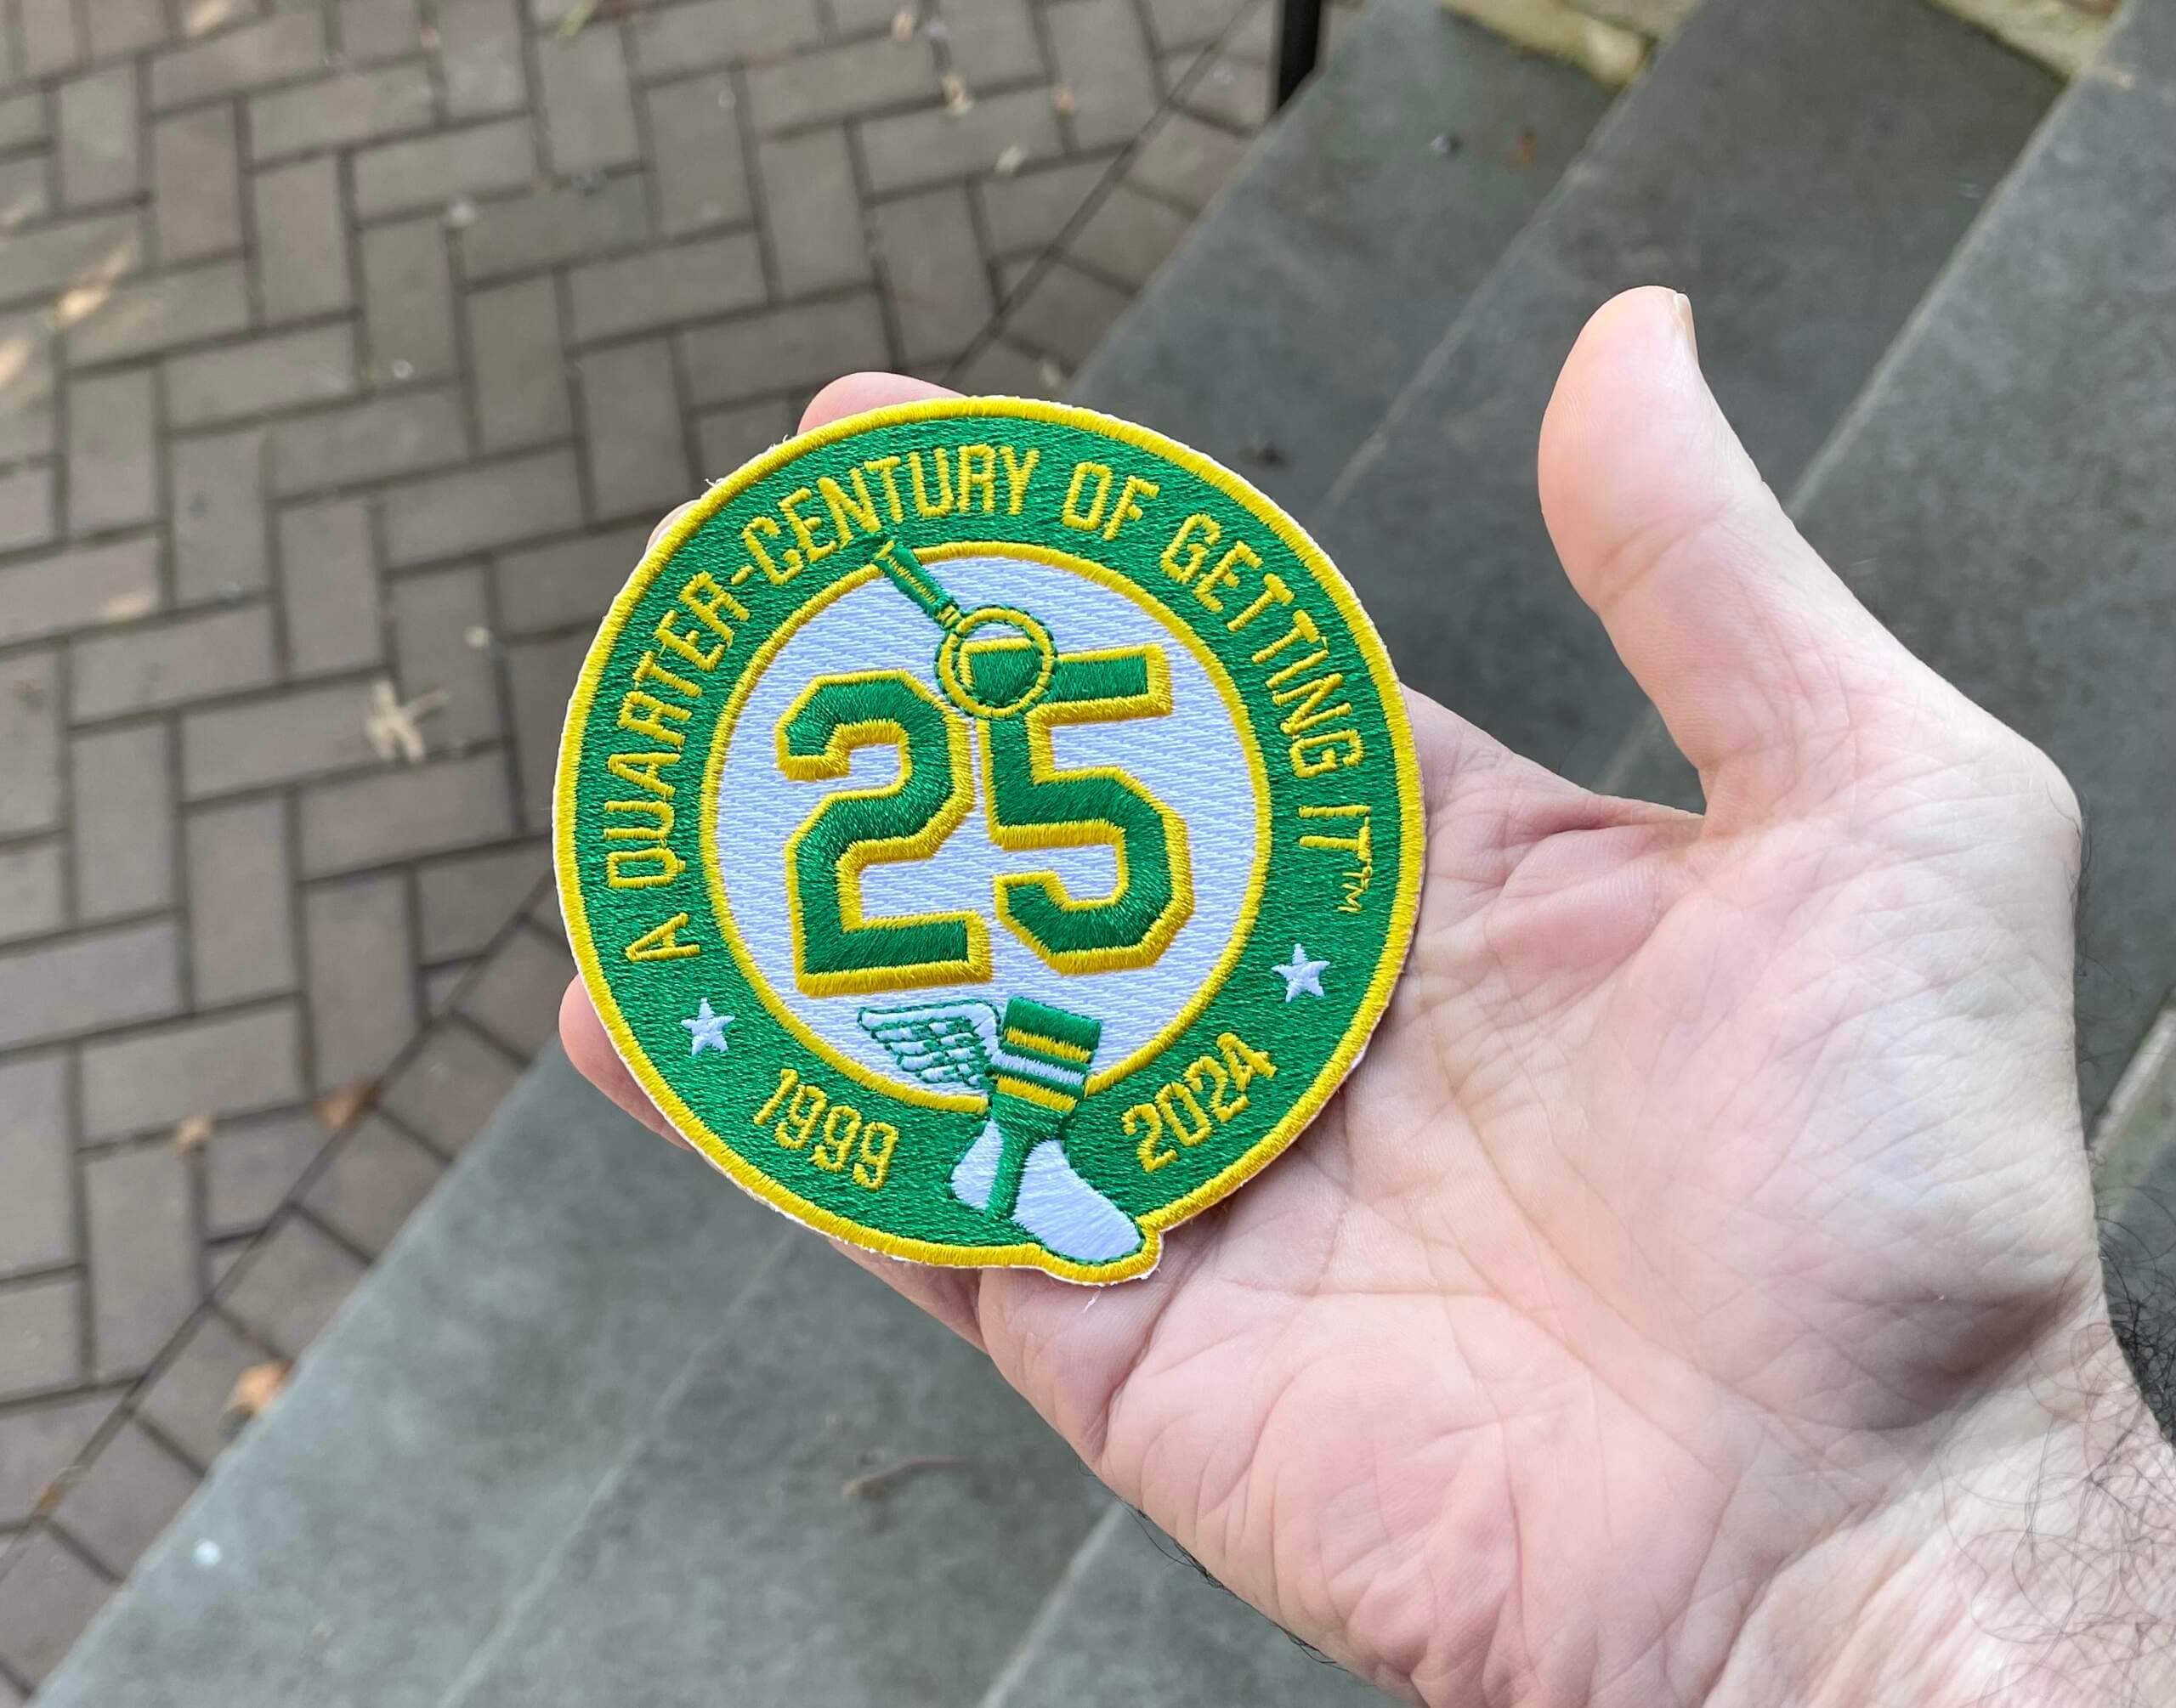 A QUARTER-CENTURY OF GETTING IT™
25
1999
2024